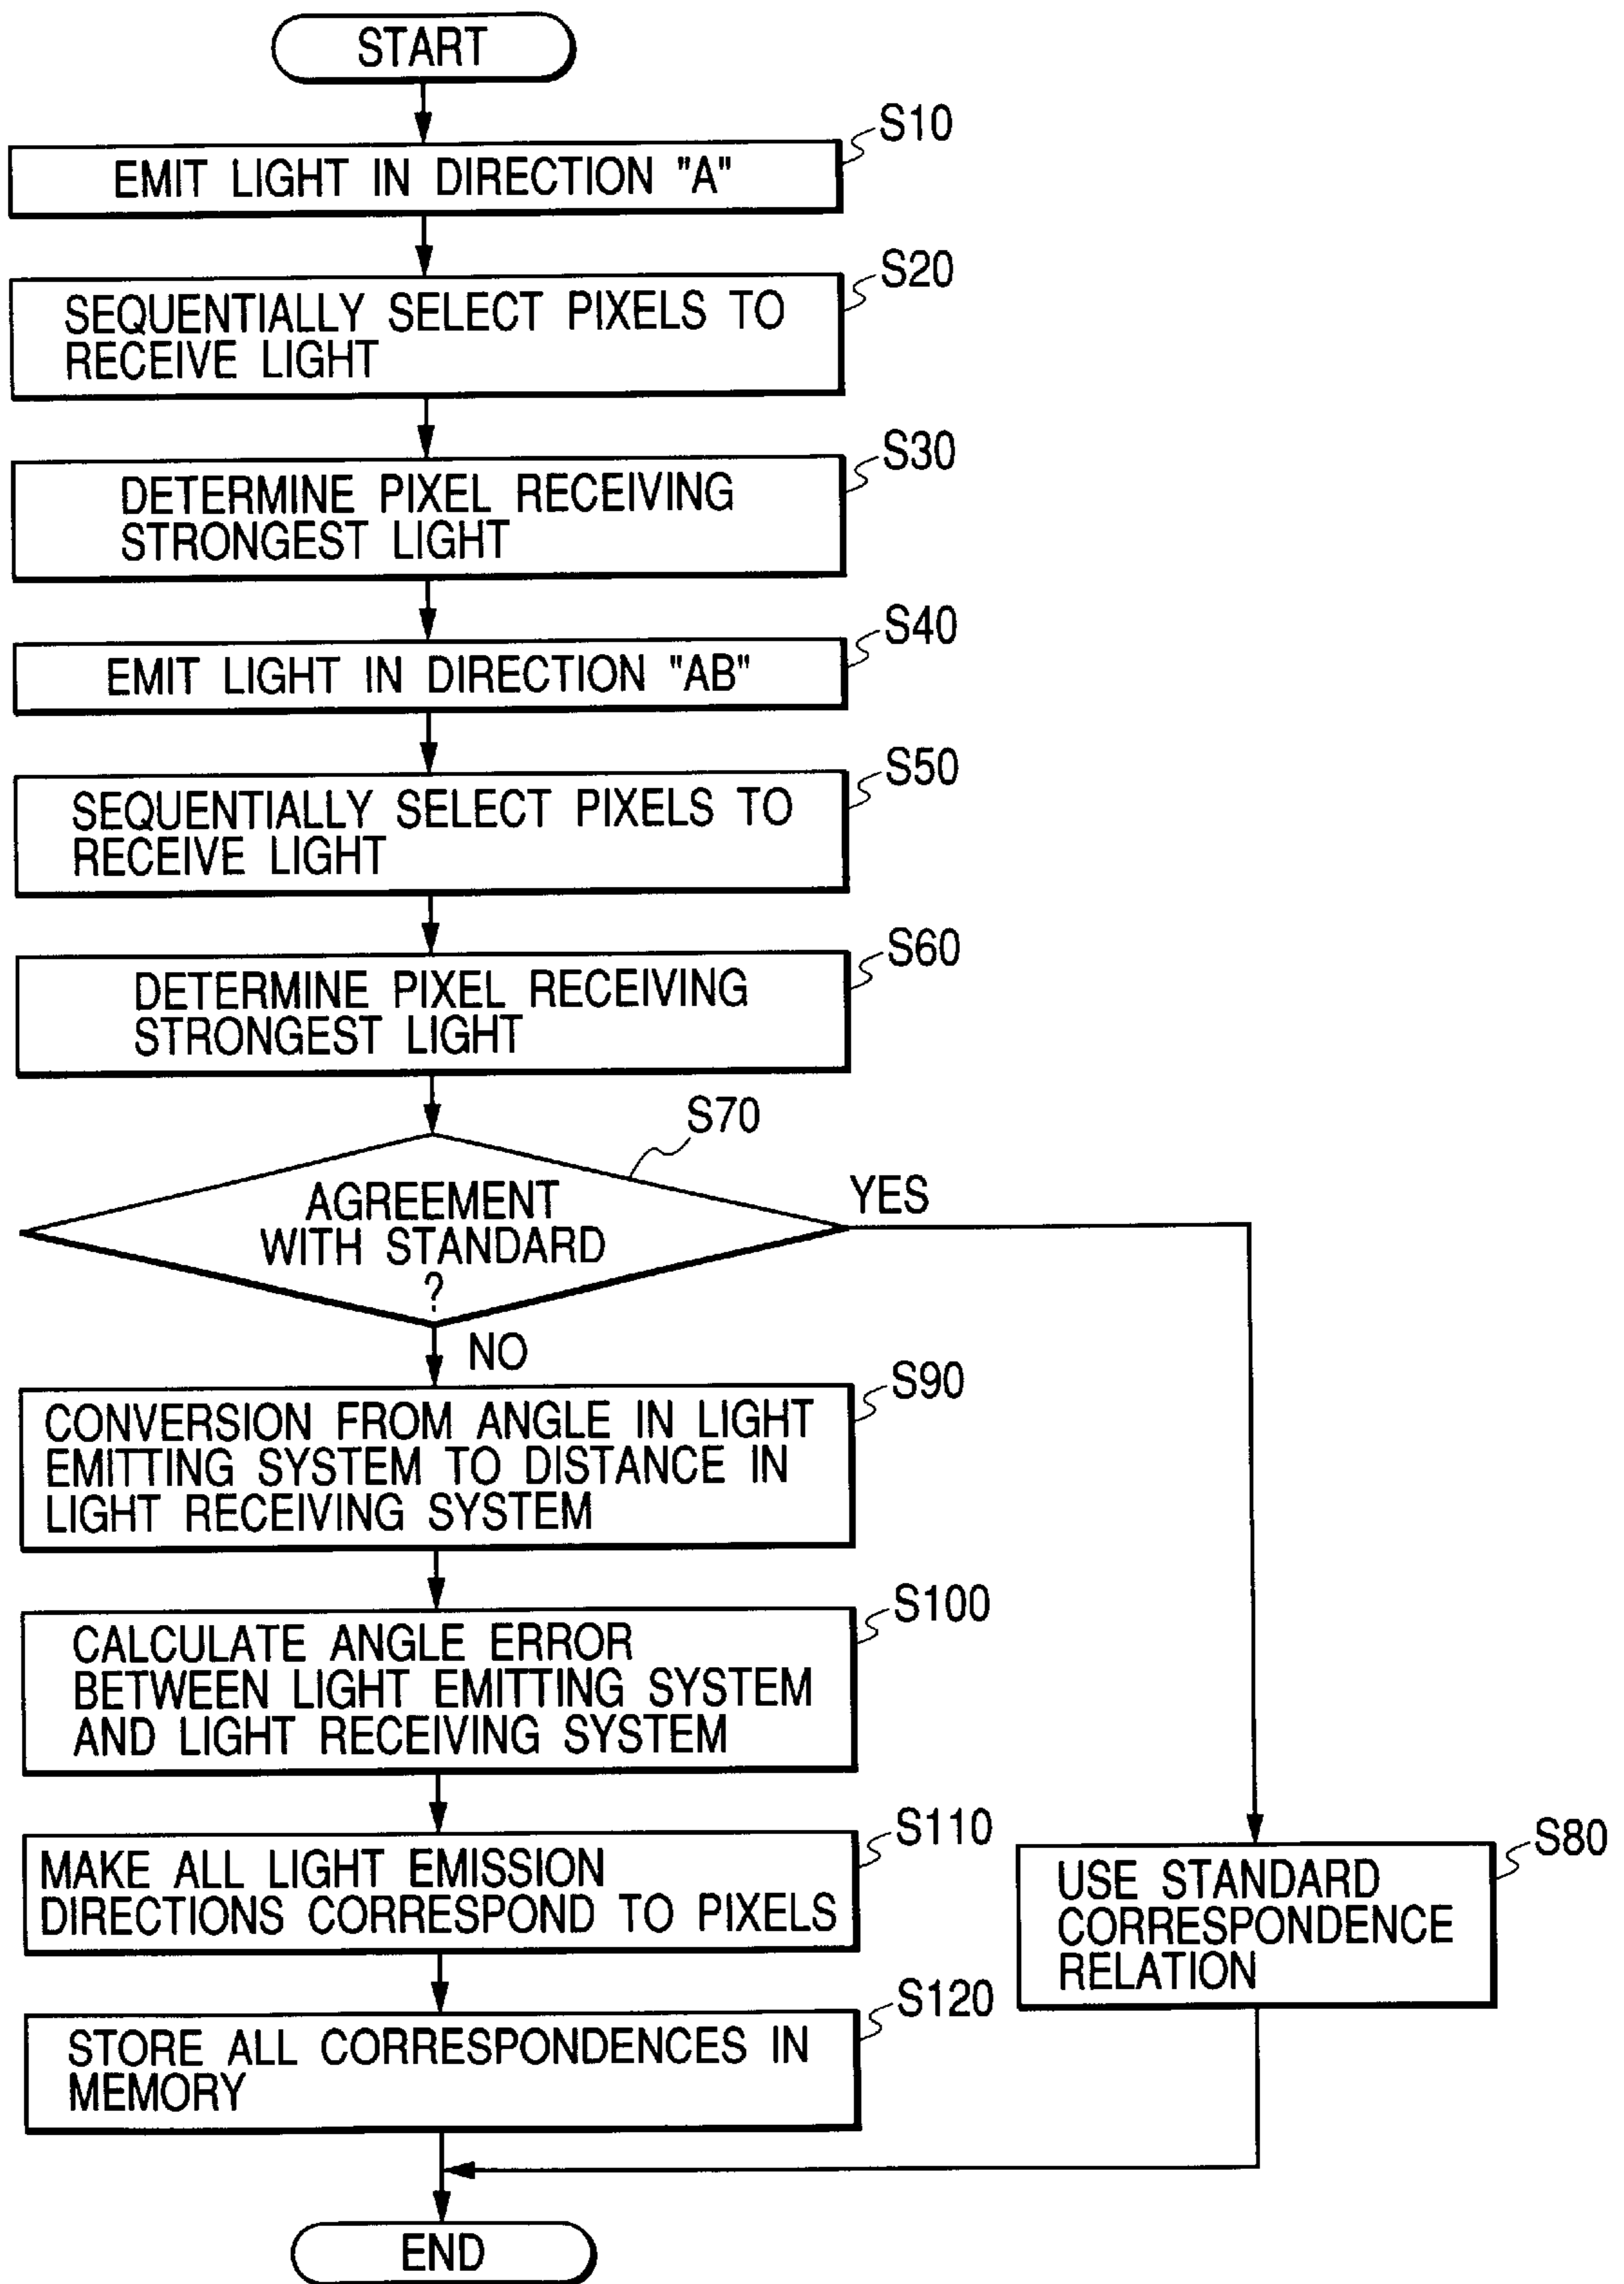 START
S10
EMIT LIGHT IN DIRECTION "A"
S20
SEQUENTIALLY SELECT PIXELS TO
RECEIVE LIGHT
S30
DETERMINE PIXEL RECEIVING
STRONGEST LIGHT
S40
EMIT LIGHT IN DIRECTION "AB"
S50
SEQUENTIALLY SELECT PIXELS TO
RECEIVE LIGHT
S60
DETERMINE PIXEL RECEIVING
STRONGEST LIGHT
S70
AGREEMENT
WITH STANDARD
?
YES
NO
S90
CONVERSION FROM ANGLE IN LIGHT
EMITTING SYSTEM TO DISTANCE IN
LIGHT RECEIVING SYSTEM
S100
CALCULATE ANGLE ERROR
BETWEEN LIGHT EMITTING SYSTEM
AND LIGHT RECEIVING SYSTEM
S110
MAKE ALL LIGHT EMISSION
DIRECTIONS CORRESPOND TO PIXELS
S80
USE STANDARD
CORRESPONDENCE
RELATION
S120
STORE ALL CORRESPONDENCES IN
MEMORY
END